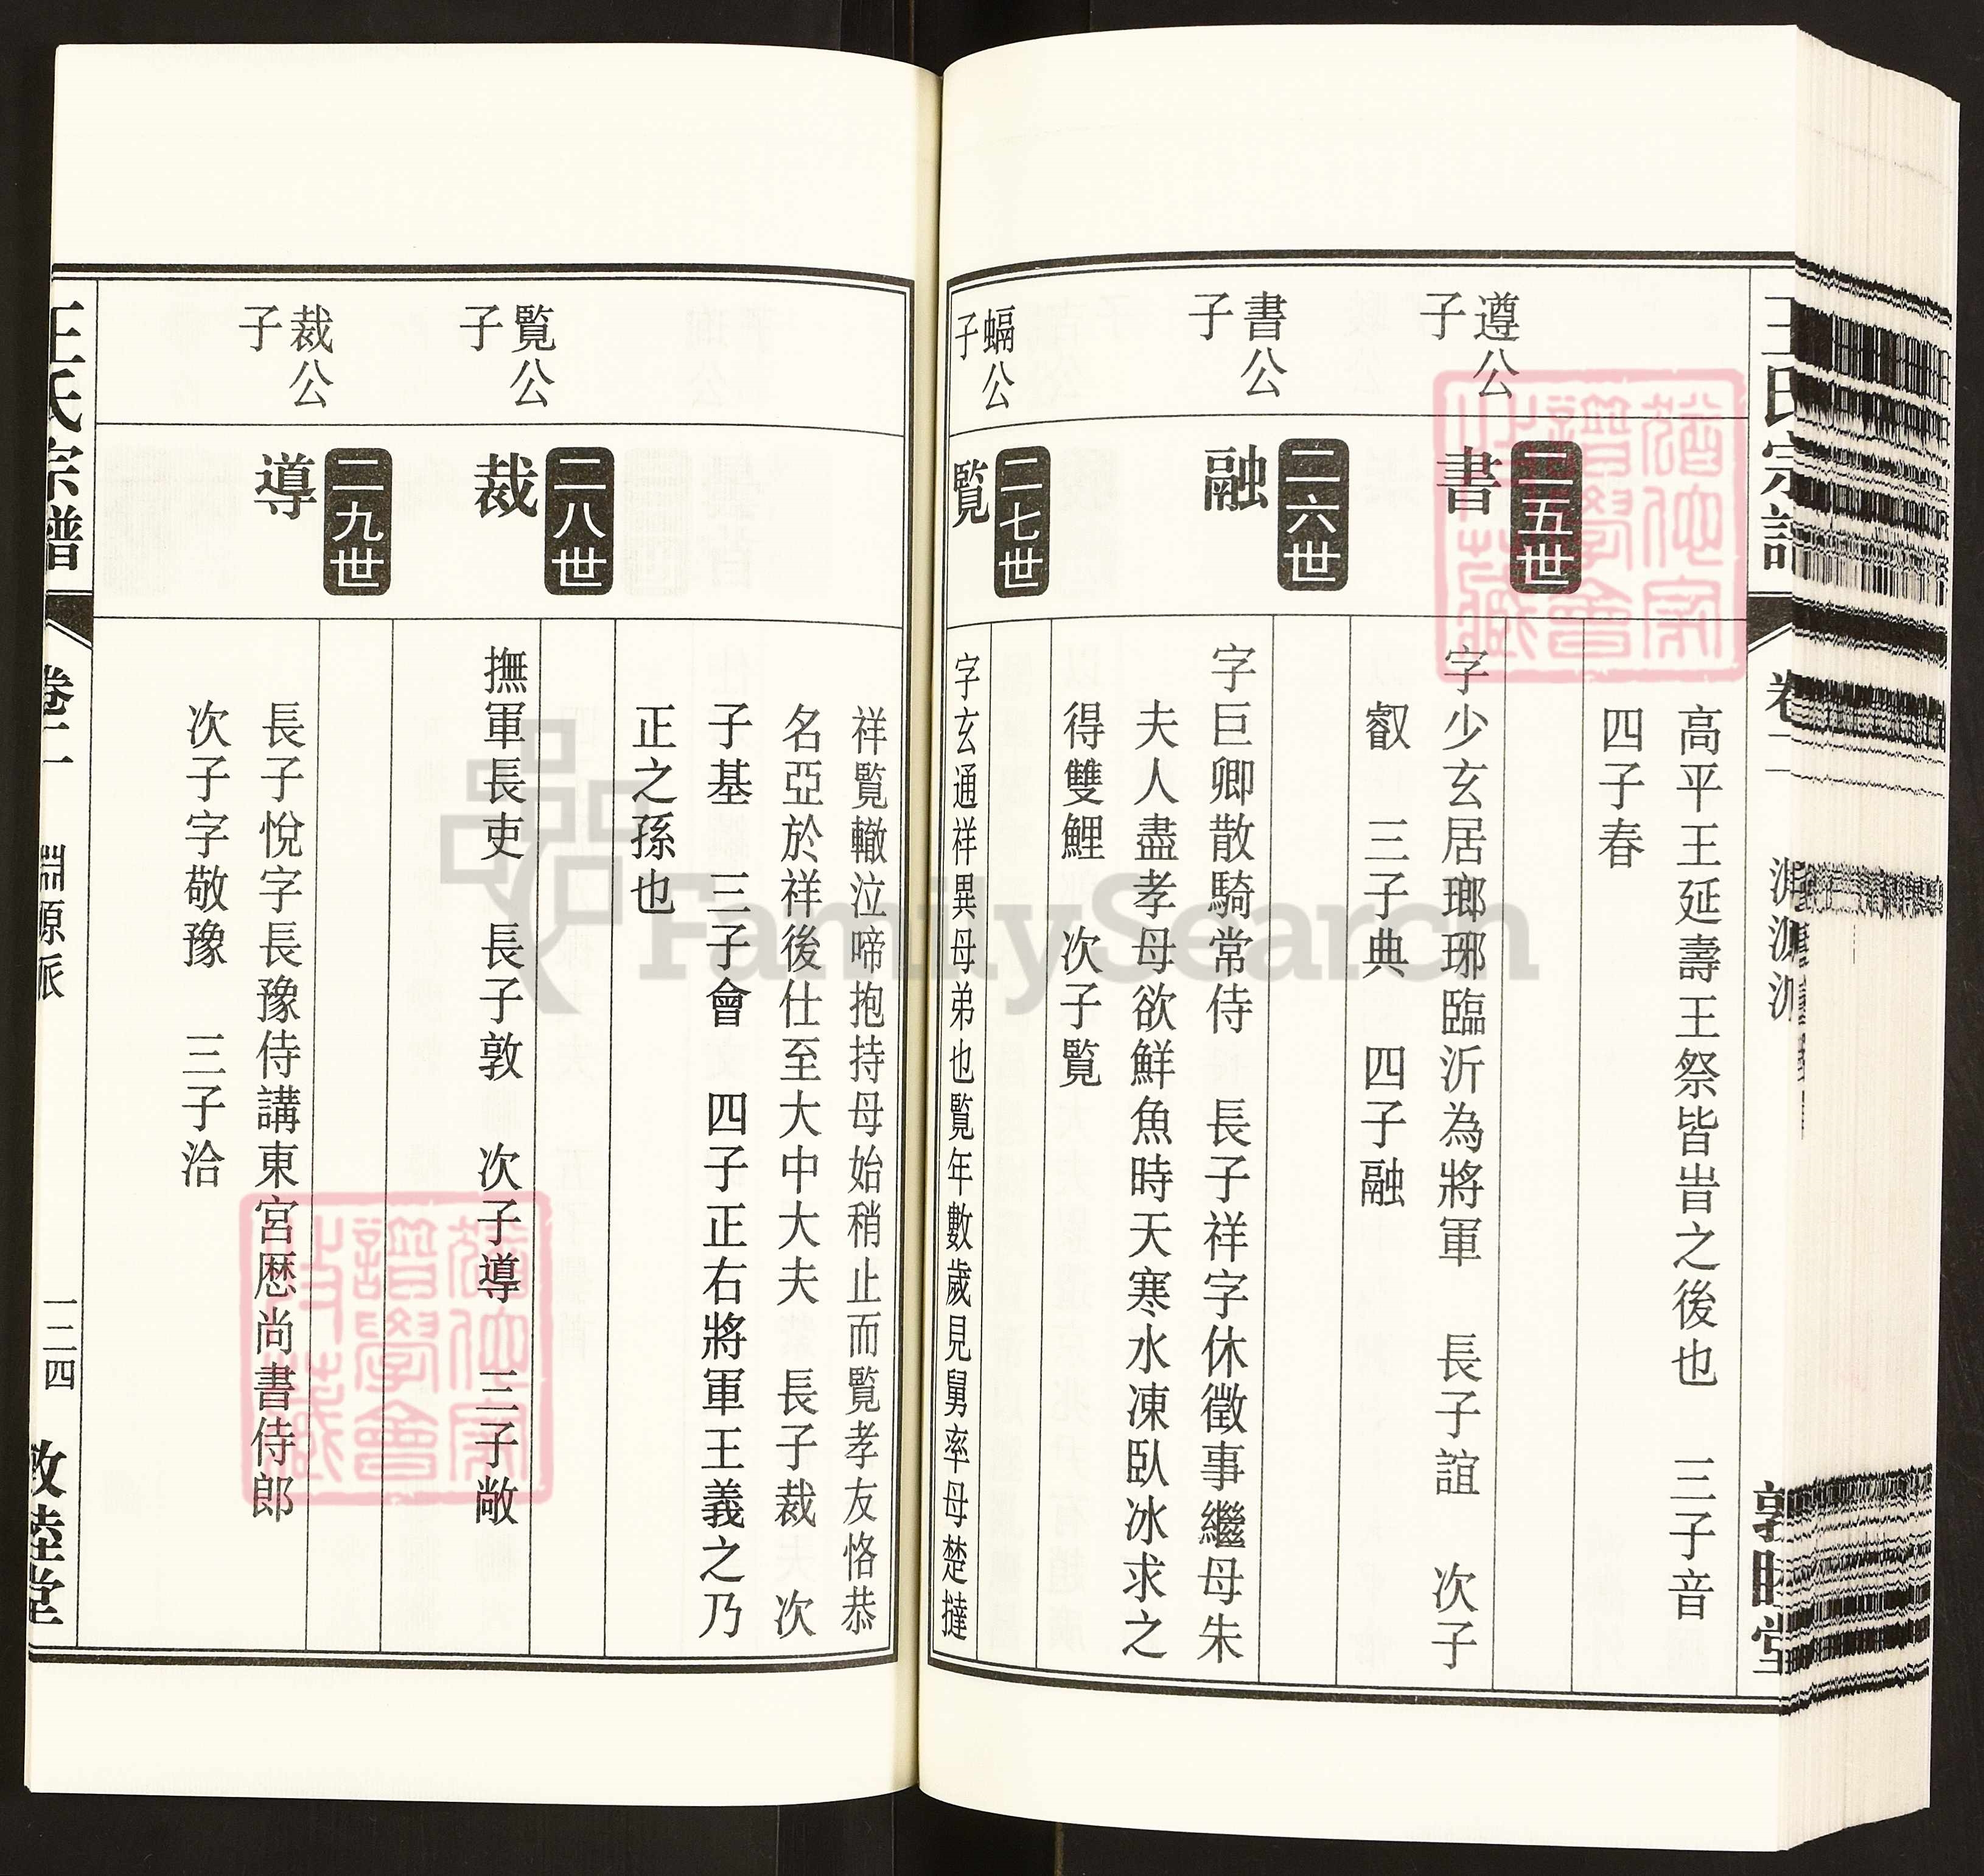 高平王延壽王祭皆旹之後也　三子音
四子春
遵公
子
二五世
書
字少玄居瑯琊臨沂為將軍　長子誼　次子
叡　三子典　四子融
書公
子
二六世
融
字巨卿散騎常侍　長子祥字休徵事繼母朱
夫人盡孝母欲鮮魚時天寒水凍臥冰求之
得雙鯉　次子覧
融公
子
二七世
覧
字玄通祥異母弟也覧年數歲見舅率母楚撻
祥覧轍泣啼抱持母始稍止而覧孝友恪恭
名亞於祥後仕至大中大夫　長子裁　次
子基　三子會　四子正右將軍王義之乃
正之孫也
覧公
子
二八世
裁
撫軍長吏　長子敦　次子導　三子敞
裁公
子
二九世
導
長子悅字長豫侍講東宮歷尚書侍郎
次子字敬豫　三子洽
王氏宗譜
卷二
淵源派
一二四
敦睦堂
FamilySearch